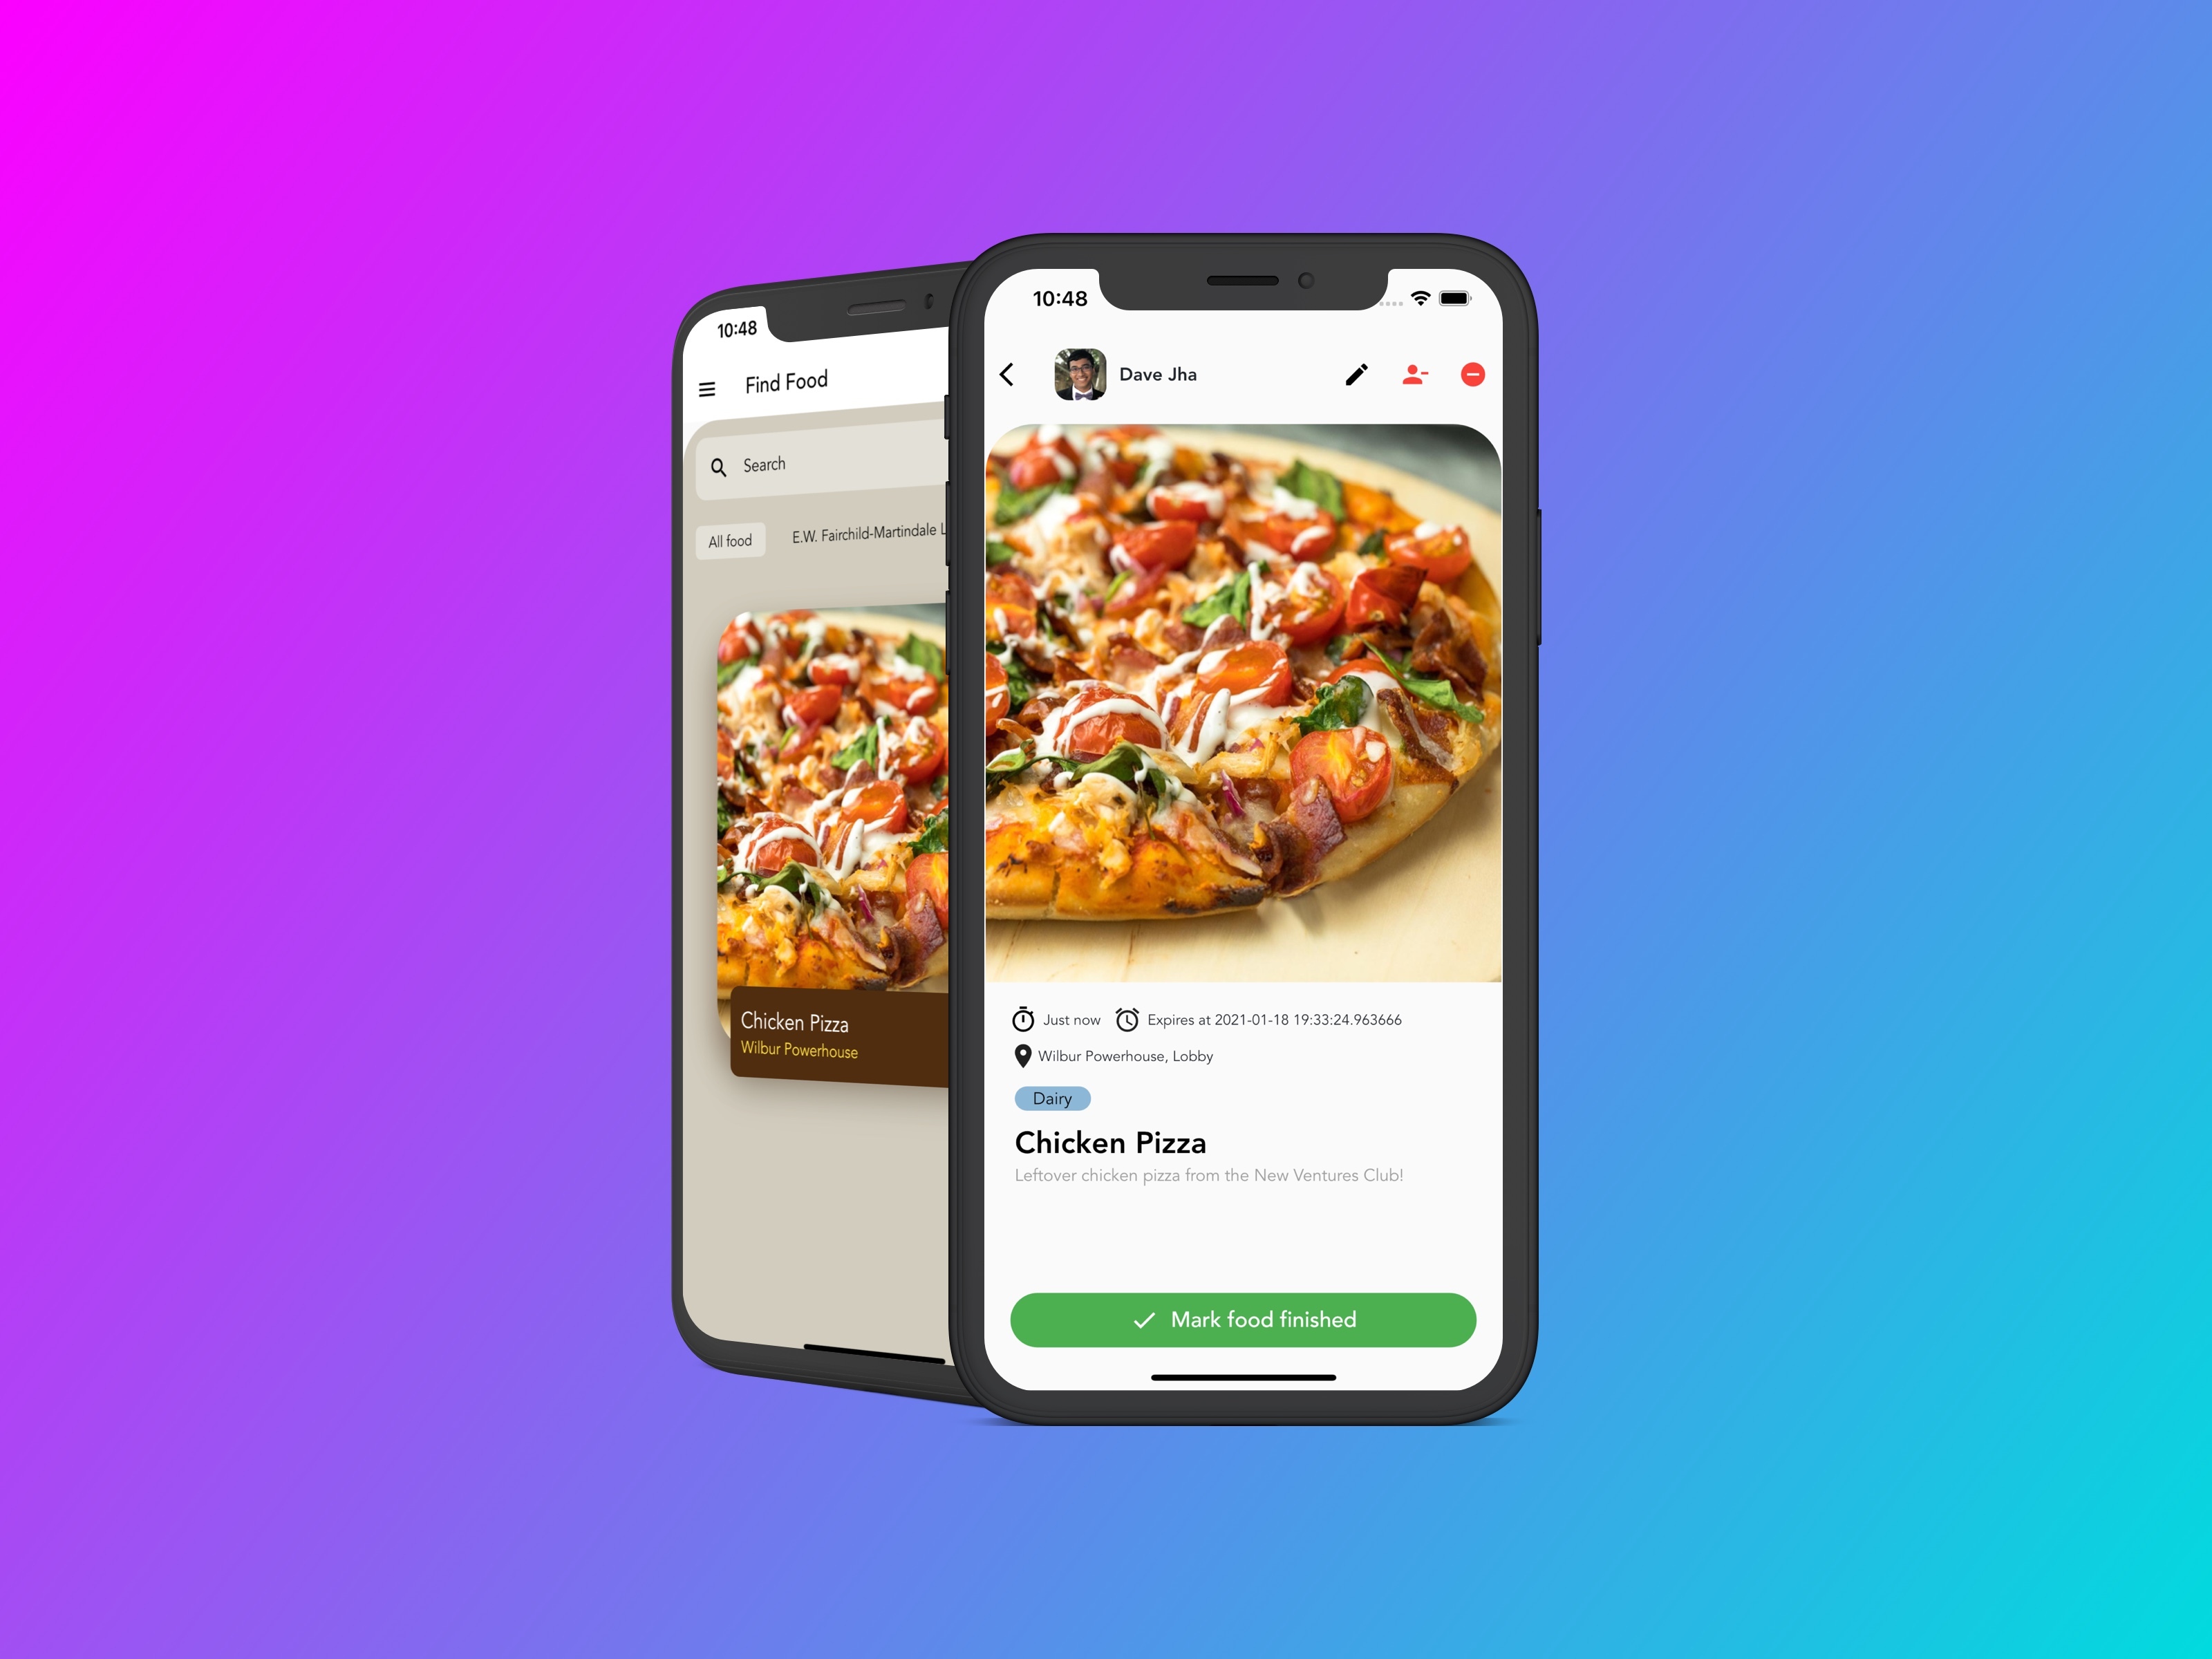 10:48
Find Food
Search
All food
E.W. Fairchild-Martindale L
Chicken Pizza
Wilbur Powerhouse
10:48
Dave Jha
Just now
Expires at 2021-01-18 19:33:24.963666
Wilbur Powerhouse, Lobby
Dairy
Chicken Pizza
Leftover chicken pizza from the New Ventures Club!
Mark food finished